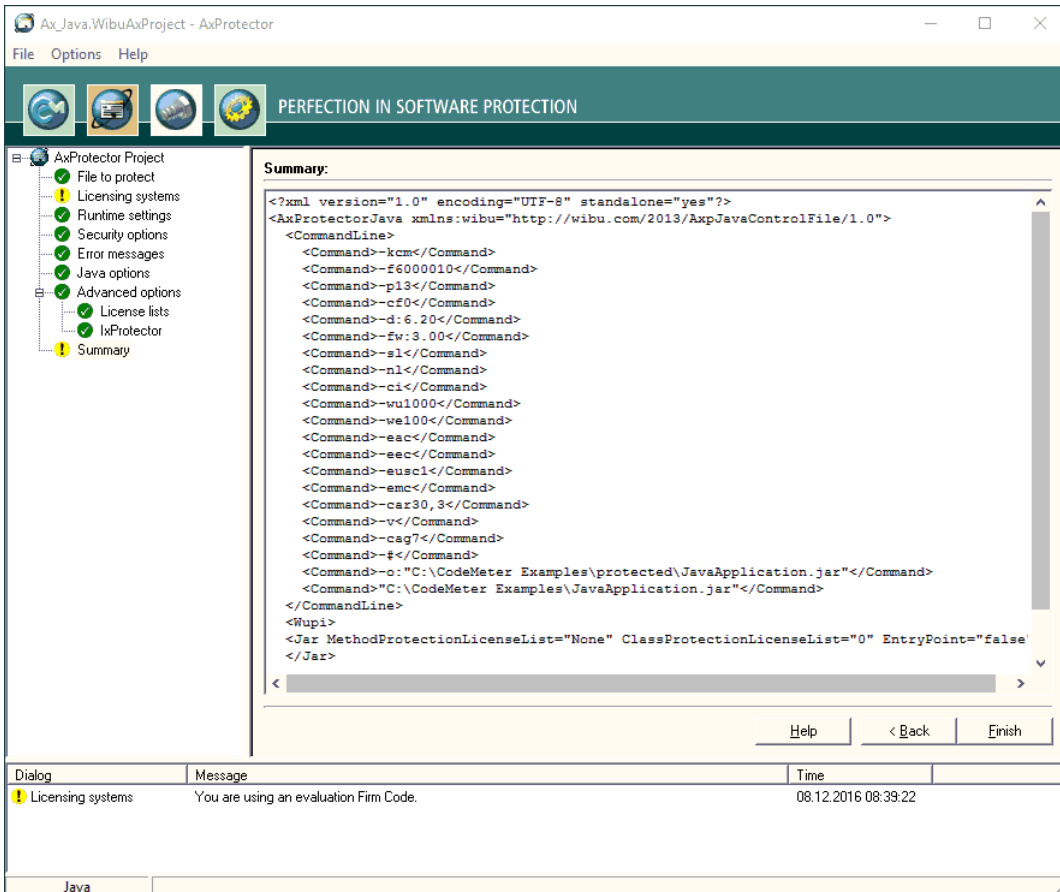 Ax_Java.WibuAxProject - AxProtector
File Options Help
PERFECTION IN SOFTWARE PROTECTION
AxProtector Project
File to protect
Licensing systems
Runtime settings
Security options
Error messages
Java options
Advanced options
License lists
IxProtector
Summary
Summary:
<?xml version="1.0" encoding="UTF-8" standalone="yes"?>
<AxProtectorJava xmlns:wibu="http://wibu.com/2013/AxpJavaControlFile/1.0">
<CommandLine>
<Command>-kcm</Command>
<Command>-f6000010</Command>
<Command>-p13</Command>
<Command>-cf0</Command>
<Command>-d:6.20</Command>
<Command>-fw:3.00</Command>
<Command>-sl</Command>
<Command>-nl</Command>
<Command>-ci</Command>
<Command>-wu1000</Command>
<Command>-we100</Command>
<Command>-eac</Command>
<Command>-eec</Command>
<Command>-eusc1</Command>
<Command>-emc</Command>
<Command>-car30,3</Command>
<Command>-v</Command>
<Command>-cag7</Command>
<Command>-#</Command>
<Command>-o:"C:\CodeMeter Examples\protected\JavaApplication.jar"</Command>
<Command>"C:\CodeMeter Examples\JavaApplication.jar"</Command>
</CommandLine>
<Wupi>
<Jar MethodProtectionLicenseList="None" ClassProtectionLicenseList="0" EntryPoint="false"
</Jar>
Help < Back Finish
Dialog Message Time
Licensing systems You are using an evaluation Firm Code. 08.12.2016 08:39:22
Java